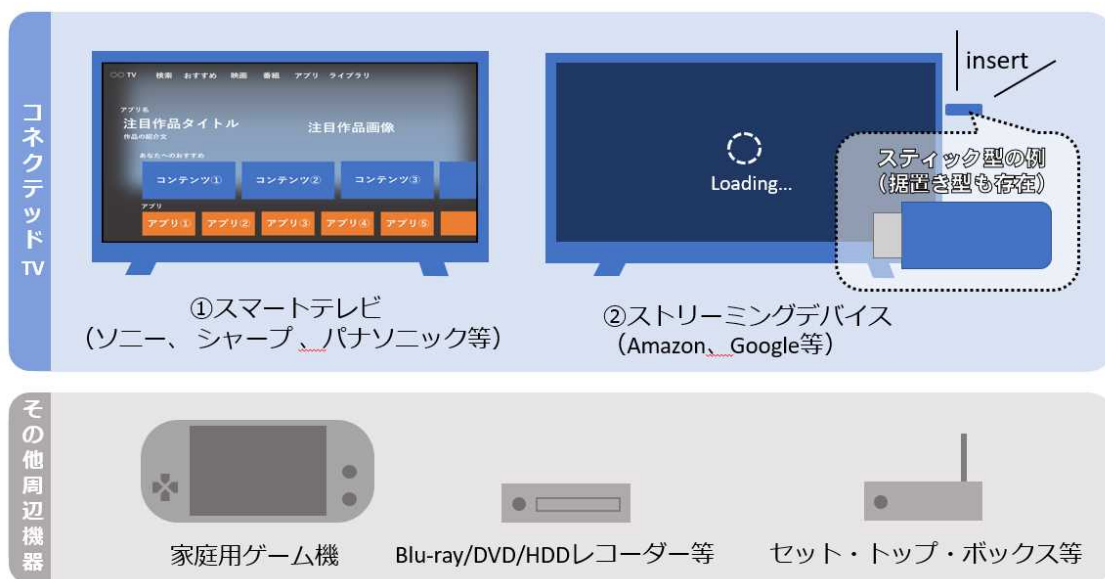 コネクテッドTV
〇〇 TV 検索 おすすめ 映画 番組 アプリ ライブラリ
アプリ名
注目作品タイトル
作品の紹介文
注目作品画像
あなたへのおすすめ
コンテンツ① コンテンツ② コンテンツ③
アプリ
アプリ① アプリ② アプリ③ アプリ④ アプリ⑤
①スマートテレビ
（ソニー、 シャープ 、パナソニック等）
Loading...
insert
スティック型の例
（据置き型も存在）
②ストリーミングデバイス
（Amazon、Google等）
その他周辺機器
家庭用ゲーム機
Blu-ray/DVD/HDDレコーダー等
セット・トップ・ボックス等